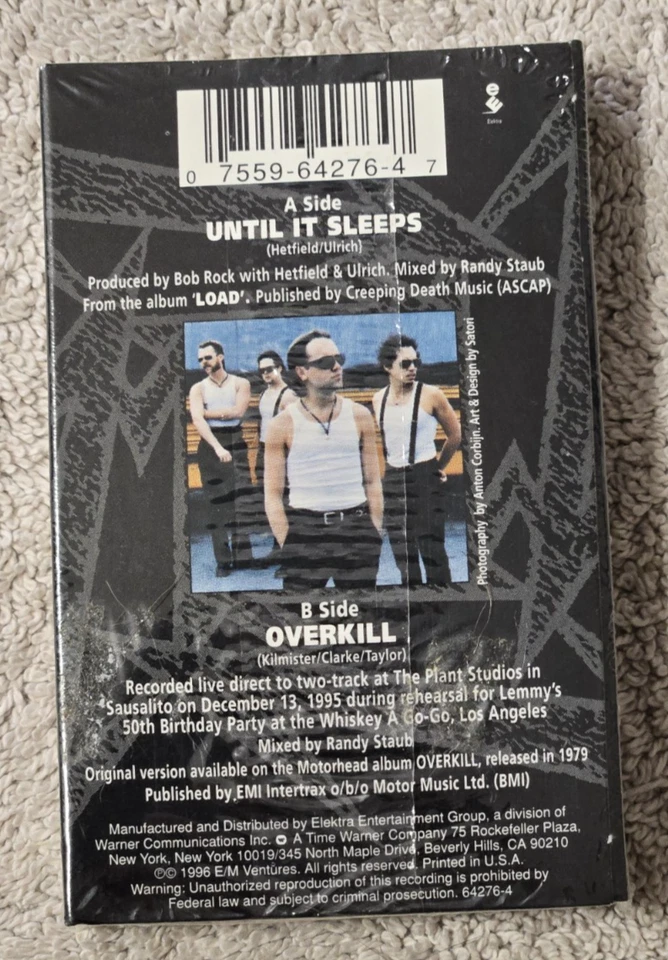 Elektra
0 7559-64276-4 7
A Side
UNTIL IT SLEEPS
(Hetfield/Ulrich)
Produced by Bob Rock with Hetfield & Ulrich. Mixed by Randy Staub
From the album 'LOAD'. Published by Creeping Death Music (ASCAP)
Photography by Anton Corbijn. Art & Design by Satori
B Side
OVERKILL
(Kilmister/Clarke/Taylor)
Recorded live direct to two-track at The Plant Studios in
Sausalito on December 13, 1995 during rehearsal for Lemmy's
50th Birthday Party at the Whiskey A Go-Go, Los Angeles
Mixed by Randy Staub
Original version available on the Motorhead album OVERKILL, released in 1979
Published by EMI Intertrax o/b/o Motor Music Ltd. (BMI)
Manufactured and Distributed by Elektra Entertainment Group, a division of
Warner Communications Inc. A Time Warner Company 75 Rockefeller Plaza,
New York, New York 10019/345 North Maple Drive, Beverly Hills, CA 90210
℗© 1996 E/M Ventures. All rights reserved. Printed in U.S.A.
Warning: Unauthorized reproduction of this recording is prohibited by
Federal law and subject to criminal prosecution. 64276-4